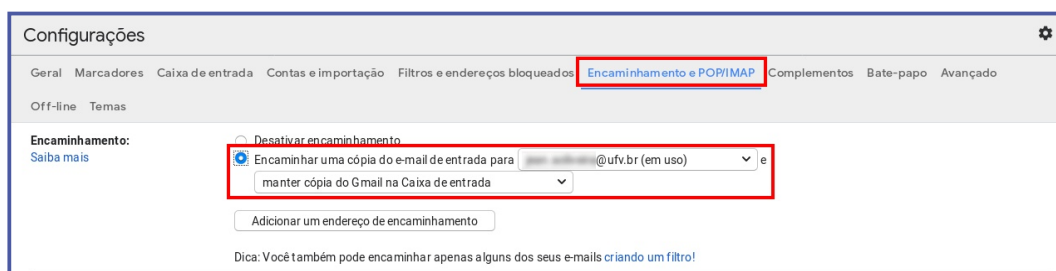 Configurações
Geral Marcadores Caixa de entrada Contas e importação Filtros e endereços bloqueados Encaminhamento e POP/IMAP Complementos Bate-papo Avançado
Off-line Temas
Encaminhamento: Desativar encaminhamento
Saiba mais Encaminhar uma cópia do e-mail de entrada para @ufv.br (em uso) e
manter cópia do Gmail na Caixa de entrada
Adicionar um endereço de encaminhamento
Dica: Você também pode encaminhar apenas alguns dos seus e-mails criando um filtro!